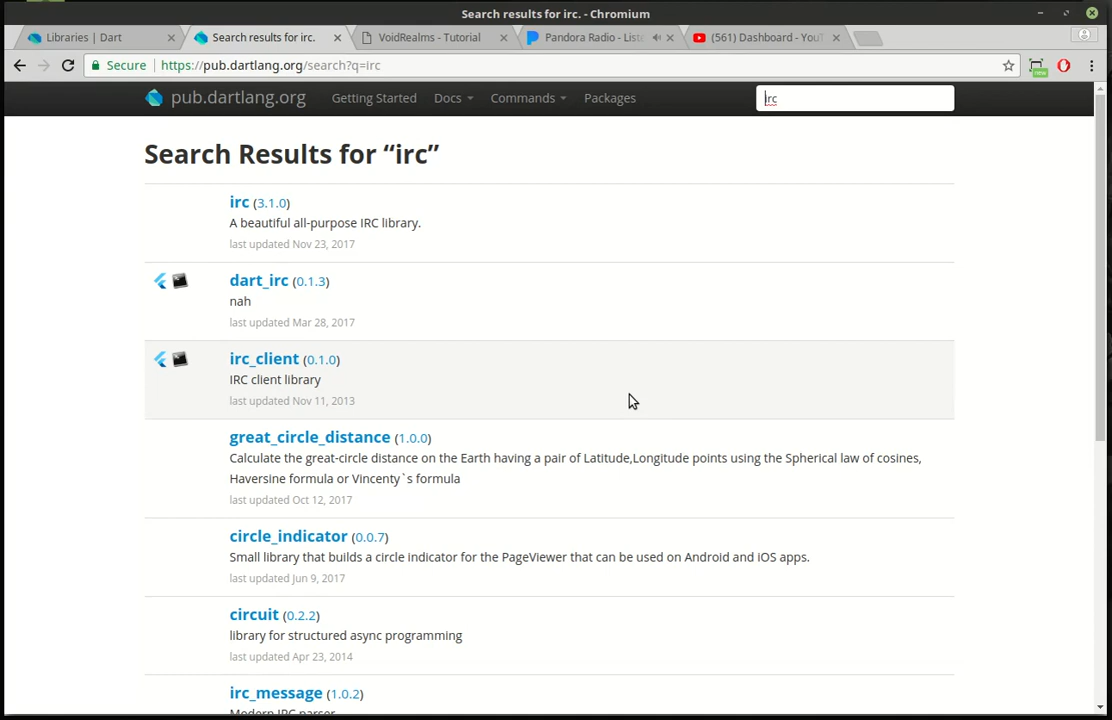 Search results for irc. - Chromium
Libraries | Dart
Search results for irc.
VoidRealms - Tutorial
Pandora Radio - Liste
(561) Dashboard - YouT
Secure
https://pub.dartlang.org/search?q=irc
new
pub.dartlang.org
Getting Started
Docs
Commands
Packages
irc
Search Results for “irc”
irc (3.1.0)
A beautiful all-purpose IRC library.
last updated Nov 23, 2017
dart_irc (0.1.3)
nah
last updated Mar 28, 2017
irc_client (0.1.0)
IRC client library
last updated Nov 11, 2013
great_circle_distance (1.0.0)
Calculate the great-circle distance on the Earth having a pair of Latitude,Longitude points using the Spherical law of cosines,
Haversine formula or Vincenty`s formula
last updated Oct 12, 2017
circle_indicator (0.0.7)
Small library that builds a circle indicator for the PageViewer that can be used on Android and iOS apps.
last updated Jun 9, 2017
circuit (0.2.2)
library for structured async programming
last updated Apr 23, 2014
irc_message (1.0.2)
Modern IRC parser